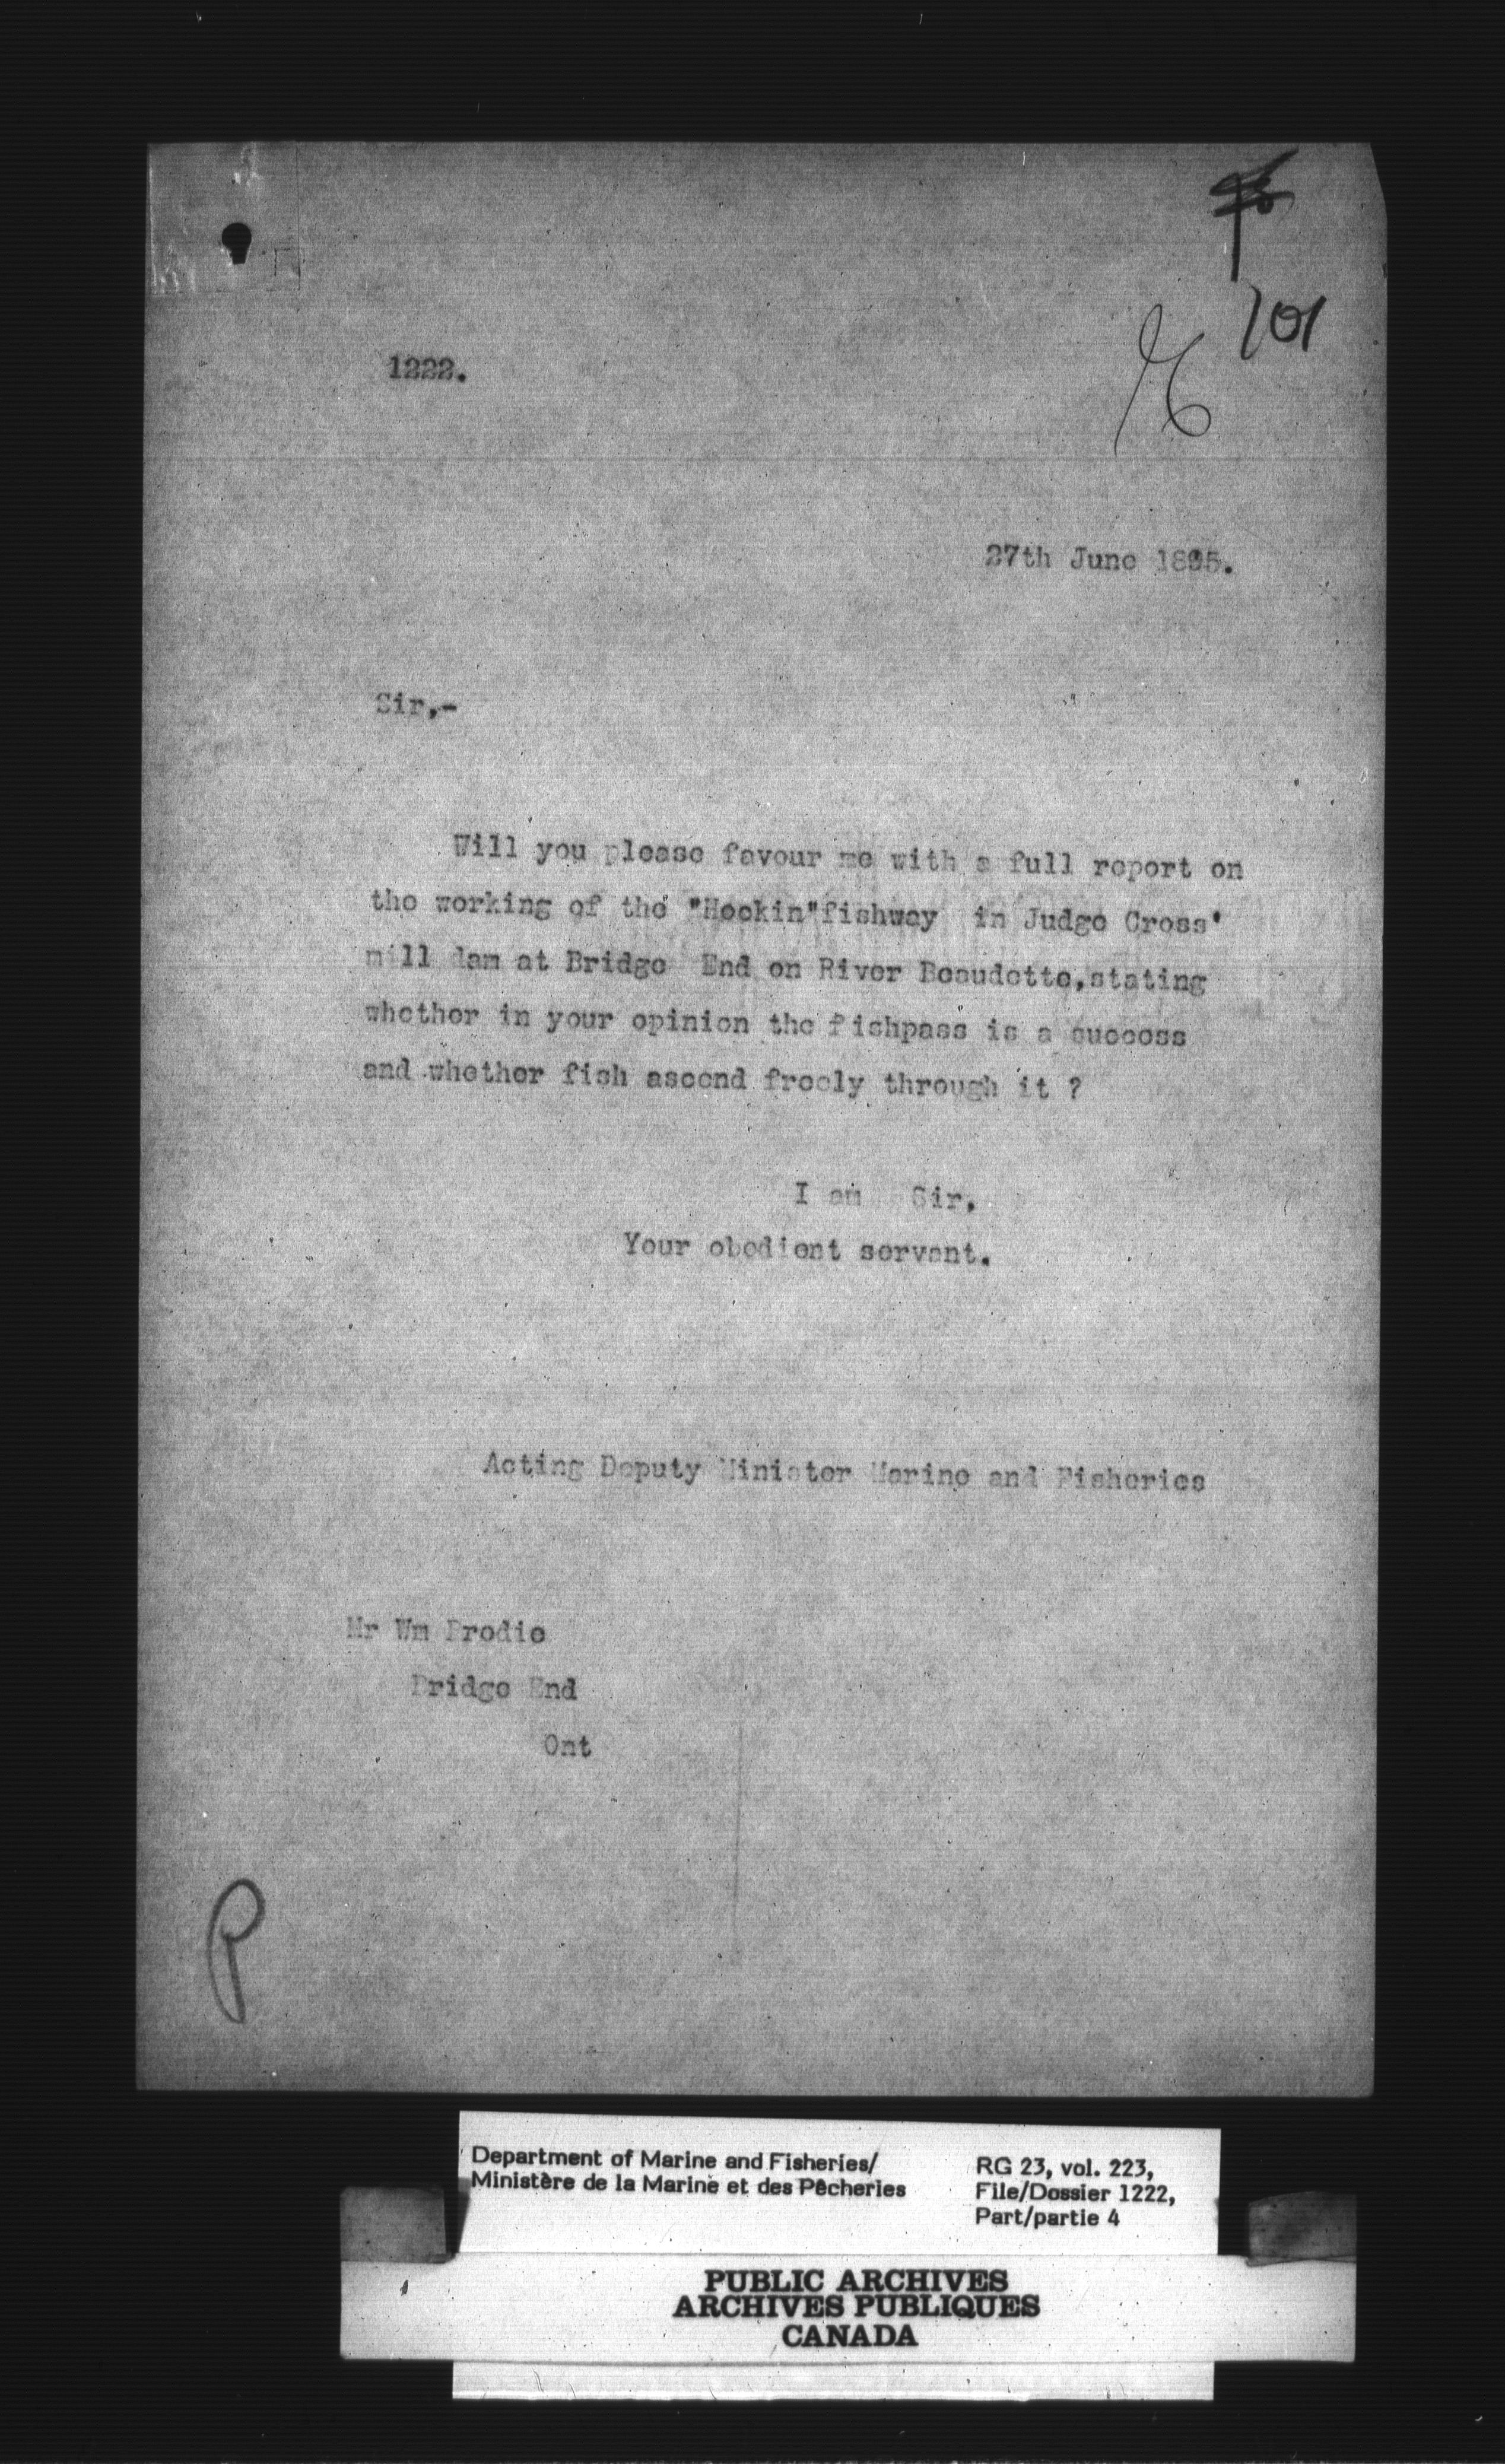 101
1222.
27th June 1895.
Sir,-
Will you please favour me with a full report on
the working of the "Hockin"fishway in Judge Cross'
mill dam at Bridge End on River Beaudette,stating
whether in your opinion the fishpass is a success
and whether fish ascend freely through it ?
I am Sir,
Your obedient servant.
Acting Deputy Minister Marine and Fisheries
Mr Wm Brodie
Bridge End
Ont
P
Department of Marine and Fisheries/
Ministère de la Marine et des Pêcheries
RG 23, vol. 223,
File/Dossier 1222,
Part/partie 4
PUBLIC ARCHIVES
ARCHIVES PUBLIQUES
CANADA